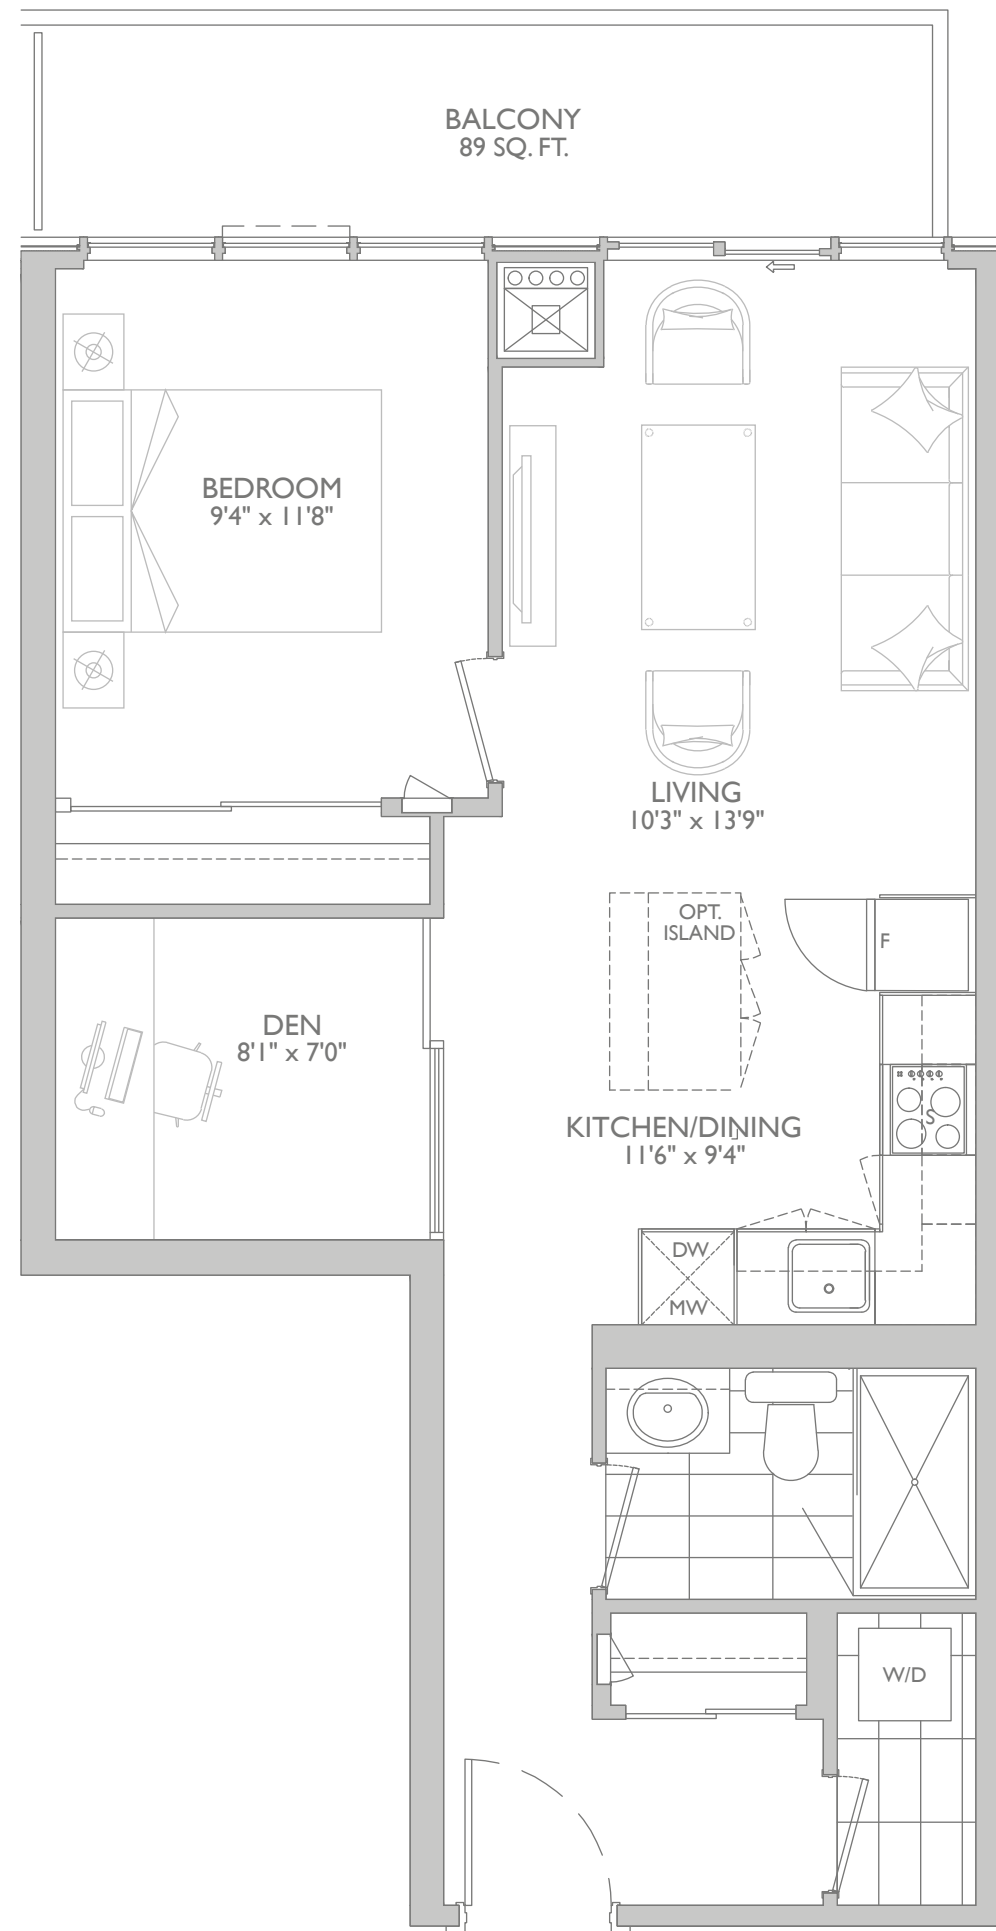 BALCONY
89 SQ. FT.
BEDROOM
9'4" x 11'8"
LIVING
10'3" x 13'9"
OPT.
ISLAND
F
DEN
8'1" x 7'0"
S
KITCHEN/DINING
11'6" x 9'4"
DW
MW
W/D